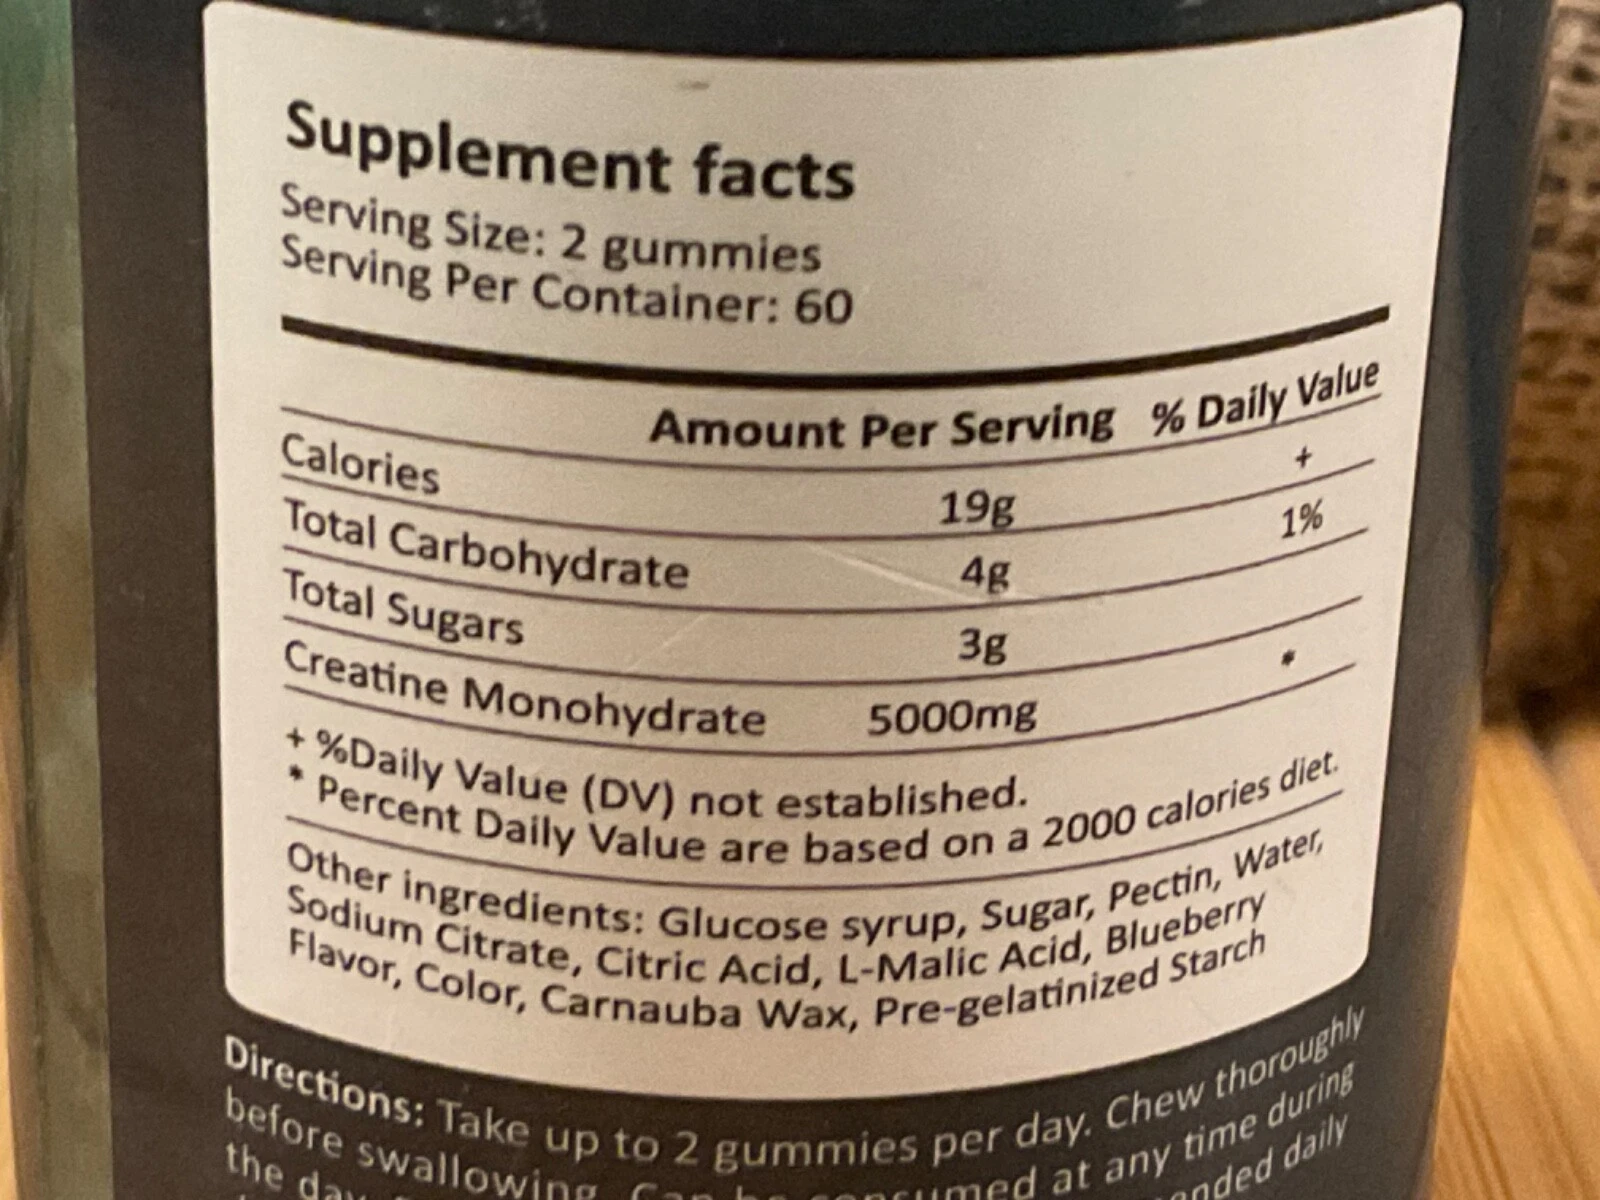 Supplement facts
Serving Size: 2 gummies
Serving Per Container: 60
Amount Per Serving % Daily Value
Calories 19g +
Total Carbohydrate 4g 1%
Total Sugars 3g
Creatine Monohydrate 5000mg *
+ %Daily Value (DV) not established.
* Percent Daily Value are based on a 2000 calories diet.
Other ingredients: Glucose syrup, Sugar, Pectin, Water,
Sodium Citrate, Citric Acid, L-Malic Acid, Blueberry
Flavor, Color, Carnauba Wax, Pre-gelatinized Starch
Directions: Take up to 2 gummies per day. Chew thoroughly
before swallowing. Can be consumed at any time during
the daily